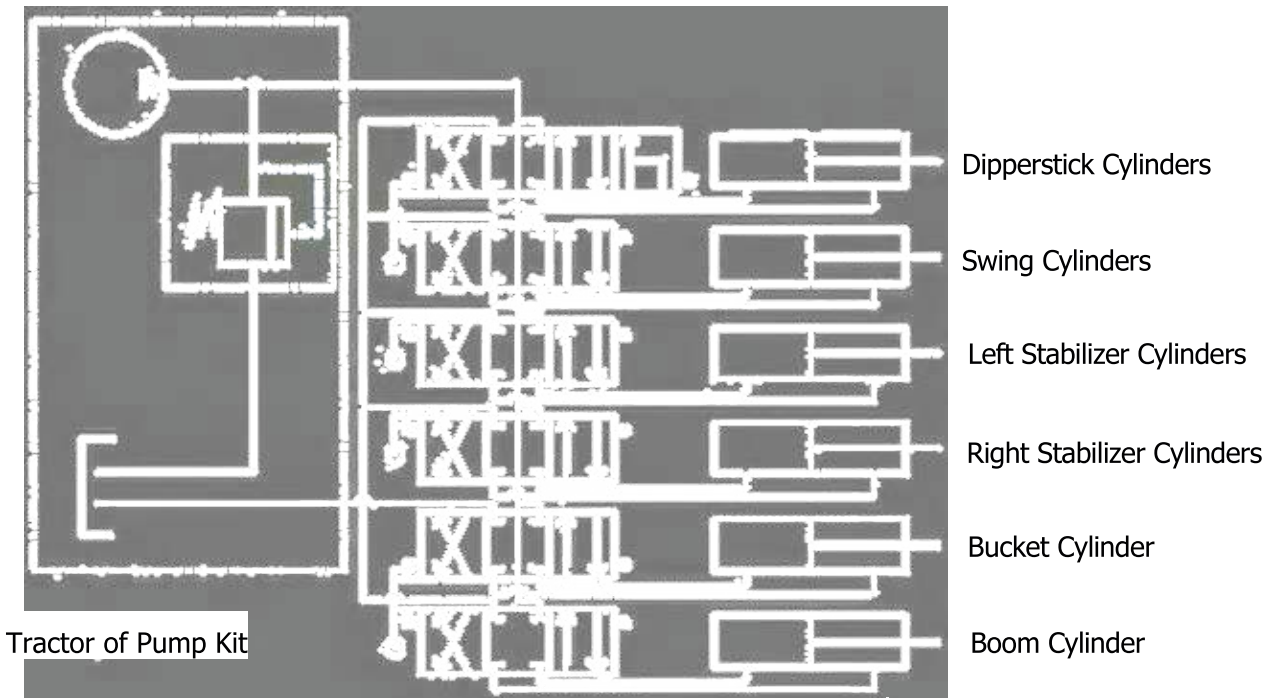 Dipperstick Cylinders
Swing Cylinders
Left Stabilizer Cylinders
Right Stabilizer Cylinders
Bucket Cylinder
Boom Cylinder
Tractor of Pump Kit